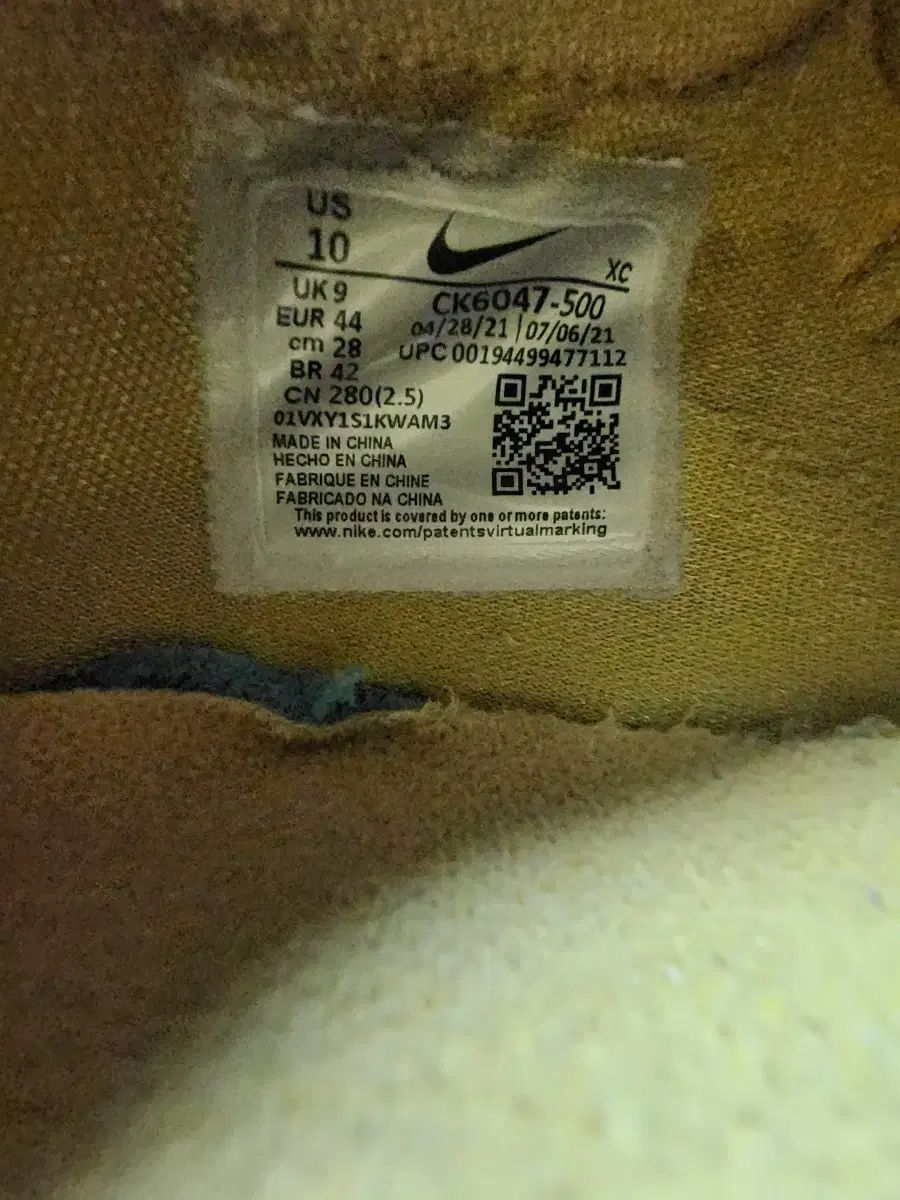 US
10
XC
UK 9
CK6047-500
EUR 44
04/28/21 | 07/06/21
cm 28
UPC 00194499477112
BR 42
CN 280(2.5)
01VXY1S1KWAM3
MADE IN CHINA
HECHO EN CHINA
FABRIQUE EN CHINE
FABRICADO NA CHINA
This product is covered by one or more patents:
www.nike.com/patentsvirtualmarking